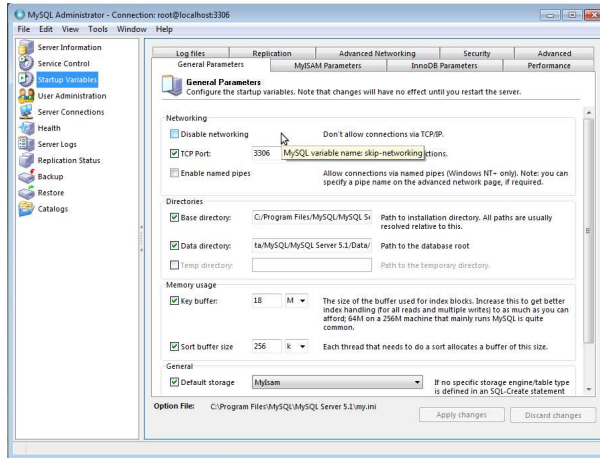 MySQL Administrator - Connection: root@localhost:3306
File Edit View Tools Window Help
Server Information
Service Control
Startup Variables
User Administration
Server Connections
Health
Server Logs
Replication Status
Backup
Restore
Catalogs
Log files Replication Advanced Networking Security Advanced
General Parameters MyISAM Parameters InnoDB Parameters Performance
General Parameters
Configure the startup variables. Note that changes will have no effect until you restart the server.
Networking
Disable networking Don't allow connections via TCP/IP.
TCP Port: 3306 MySQL variable name: skip-networking ctions.
Enable named pipes Allow connections via named pipes (Windows NT+ only). Note: you can
specify a pipe name on the advanced network page, if required.
Directories
Base directory: C:/Program Files/MySQL/MySQL Se Path to installation directory. All paths are usually
resolved relative to this.
Data directory: ta/MySQL/MySQL Server 5.1/Data/ Path to the database root
Temp directory: Path to the temporary directory.
Memory usage
Key buffer: 18 M The size of the buffer used for index blocks. Increase this to get better
index handling (for all reads and multiple writes) to as much as you can
afford; 64M on a 256M machine that mainly runs MySQL is quite
common.
Sort buffer size 256 k Each thread that needs to do a sort allocates a buffer of this size.
General
Default storage MyIsam If no specific storage engine/table type
is defined in an SQL-Create statement
Option File: C:\Program Files\MySQL\MySQL Server 5.1\my.ini
Apply changes Discard changes